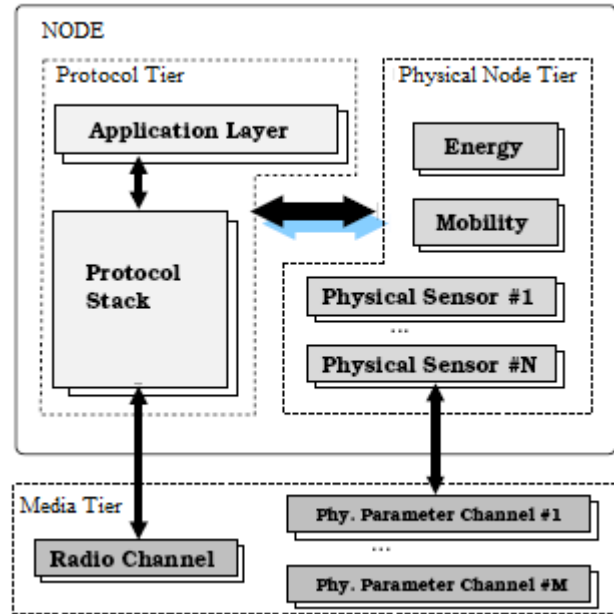 NODE
Protocol Tier
Application Layer
Protocol
Stack
Physical Node Tier
Energy
Mobility
Physical Sensor #1
...
Physical Sensor #N
Media Tier
Radio Channel
Phy. Parameter Channel #1
...
Phy. Parameter Channel #M